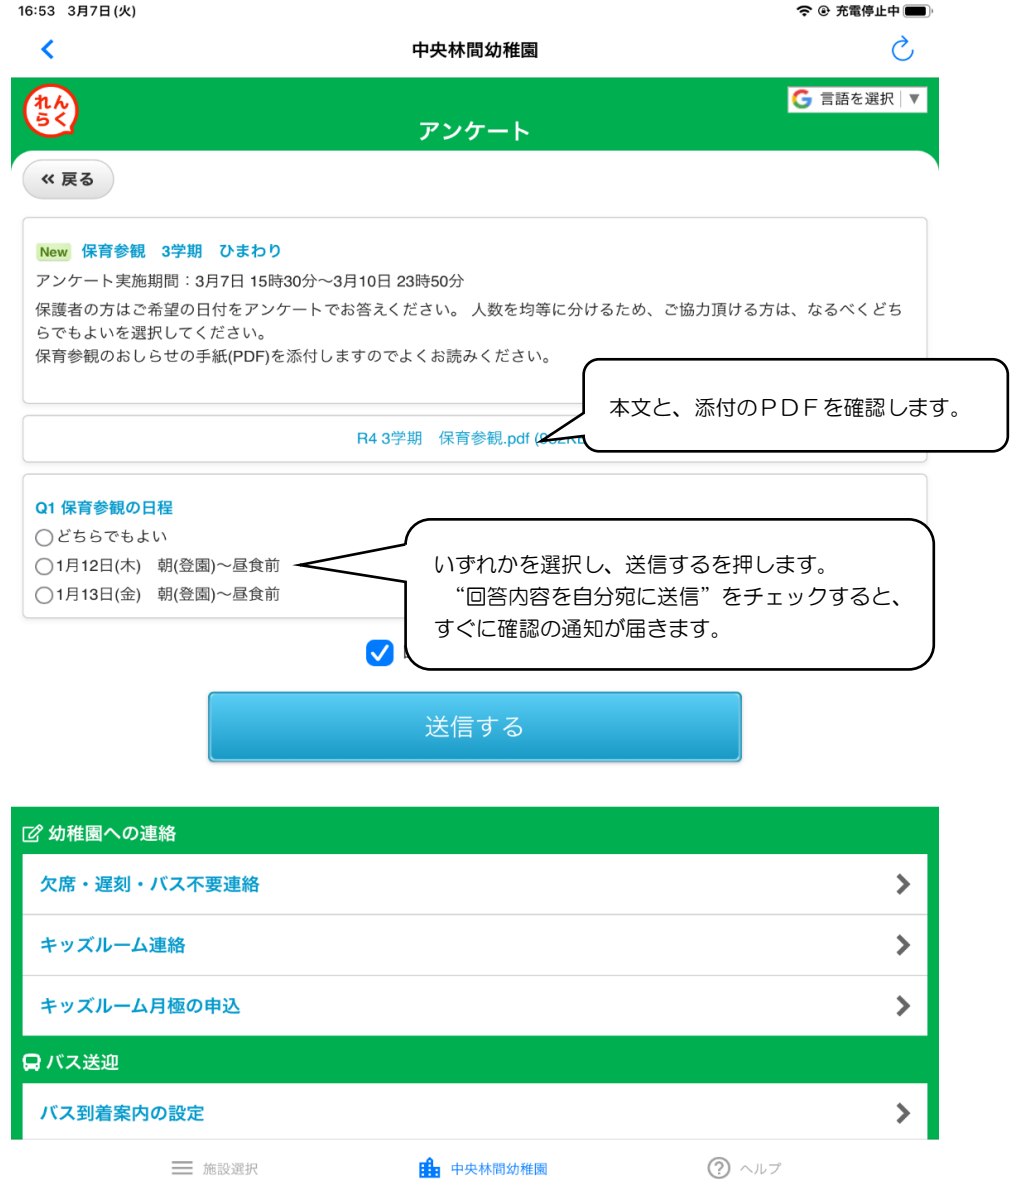 16:53 3月7日(火)
充電停止中
中央林間幼稚園
れん
らく
G 言語を選択 ▼
アンケート
« 戻る
New 保育参観 3学期 ひまわり
アンケート実施期間：3月7日 15時30分〜3月10日 23時50分
保護者の方はご希望の日付をアンケートでお答えください。 人数を均等に分けるため、ご協力頂ける方は、なるべくどち
らでもよいを選択してください。
保育参観のおしらせの手紙(PDF)を添付しますのでよくお読みください。
本文と、添付のＰＤＦを確認します。
R4 3学期 保育参観.pdf
Q1 保育参観の日程
どちらでもよい
1月12日(木) 朝(登園)〜昼食前
1月13日(金) 朝(登園)〜昼食前
いずれかを選択し、送信するを押します。
“回答内容を自分宛に送信”をチェックすると、
すぐに確認の通知が届きます。
送信する
幼稚園への連絡
欠席・遅刻・バス不要連絡
キッズルーム連絡
キッズルーム月極の申込
バス送迎
バス到着案内の設定
施設選択
中央林間幼稚園
? ヘルプ